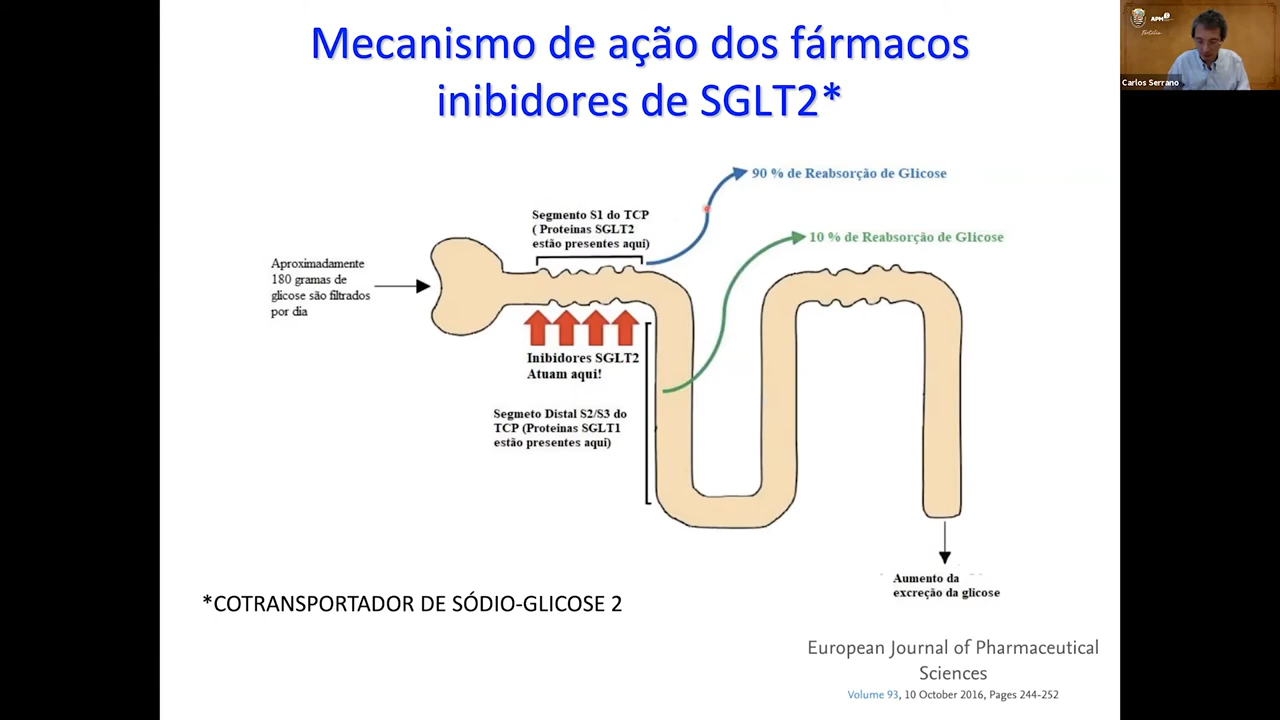 Mecanismo de ação dos fármacos
inibidores de SGLT2*
APM
Carlos Serrano
90 % de Reabsorção de Glicose
Segmento S1 do TCP
( Proteinas SGLT2
estão presentes aqui)
10 % de Reabsorção de Glicose
Aproximadamente
180 gramas de
glicose são filtrados
por dia
Inibidores SGLT2
Atuam aqui!
Segmeto Distal S2/S3 do
TCP (Proteinas SGLT1
estão presentes aqui)
Aumento da
excreção da glicose
*COTRANSPORTADOR DE SÓDIO-GLICOSE 2
European Journal of Pharmaceutical
Sciences
Volume 93, 10 October 2016, Pages 244-252